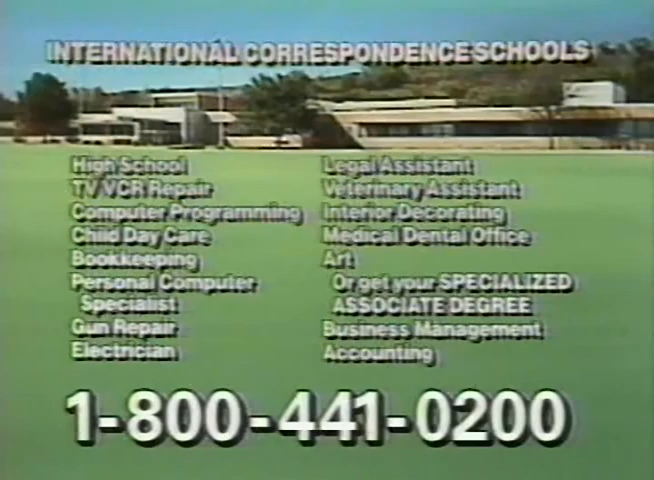 INTERNATIONAL CORRESPONDENCE SCHOOLS
High School
TV VCR Repair
Computer Programming
Child Day Care
Bookkeeping
Personal Computer
Specialist
Gun Repair
Electrician
Legal Assistant
Veterinary Assistant
Interior Decorating
Medical Dental Office
Art
Or get your SPECIALIZED
ASSOCIATE DEGREE
Business Management
Accounting
1-800-441-0200